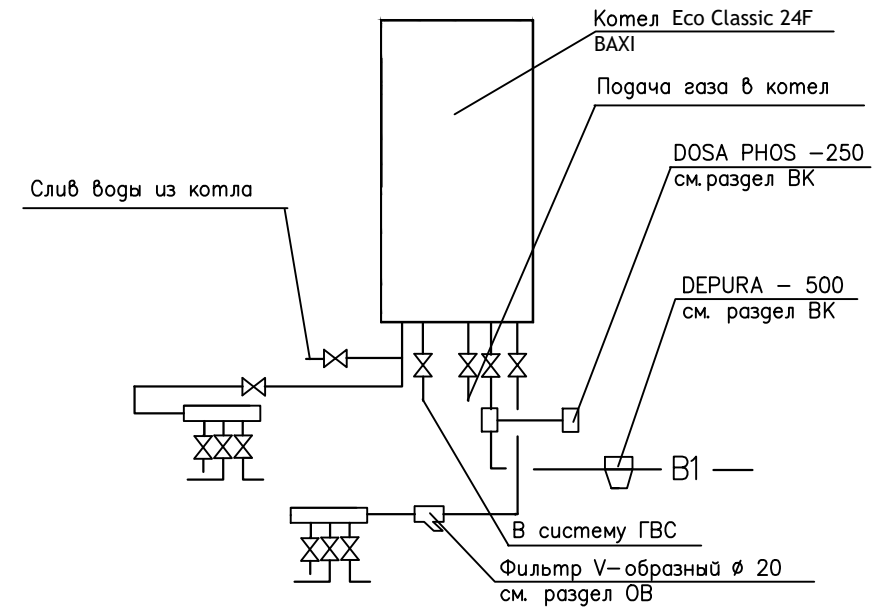 Котел Eco Classic 24F
BAXI
Подача газа в котел
DOSA PHOS -250
см. раздел ВК
Слив воды из котла
DEPURA - 500
см. раздел ВК
В1
В систему ГВС
Фильтр V-образный ø 20
см. раздел ОВ